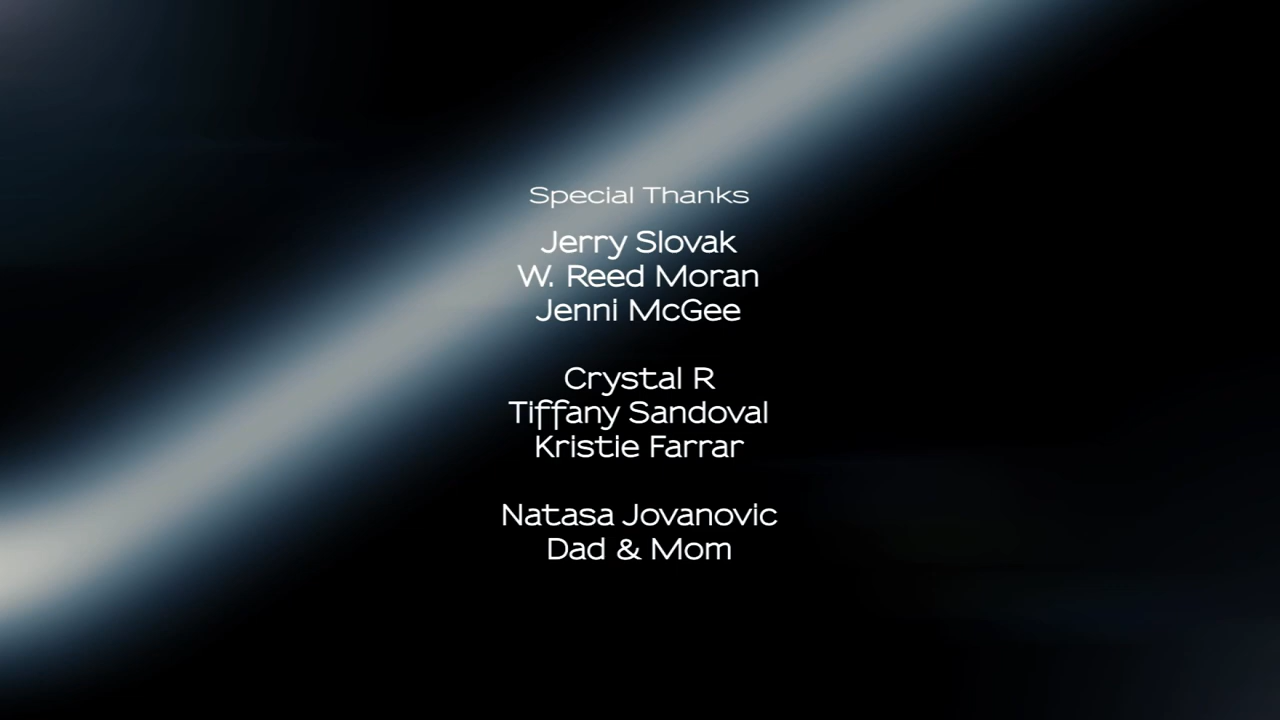 Special Thanks
Jerry Slovak
W. Reed Moran
Jenni McGee
Crystal R
Tiffany Sandoval
Kristie Farrar
Natasa Jovanovic
Dad & Mom